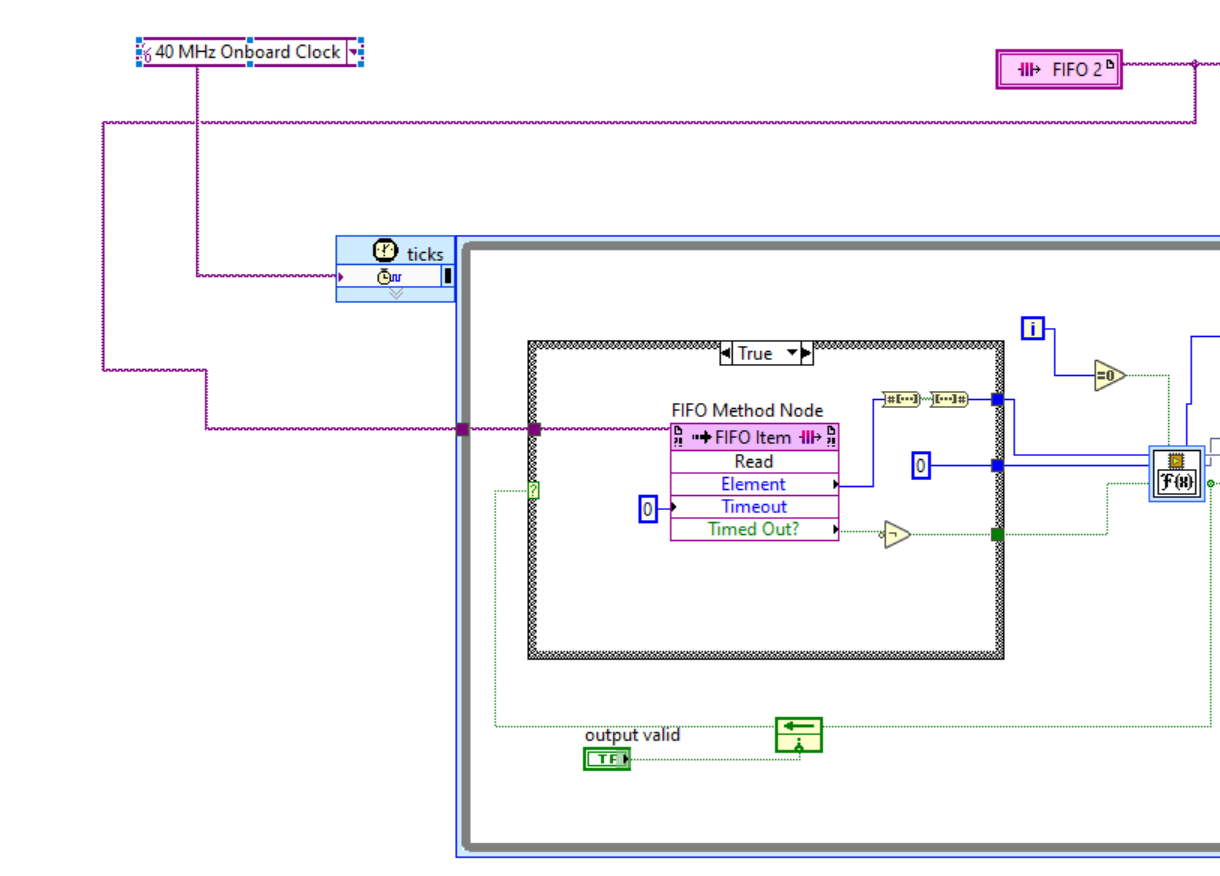 40 MHz Onboard Clock
FIFO 2
ticks
True
i
=0
FIFO Method Node
#[...] [...]#
FIFO Item
Read
Element
Timeout
Timed Out?
0
0
?
F(x)
output valid
TF